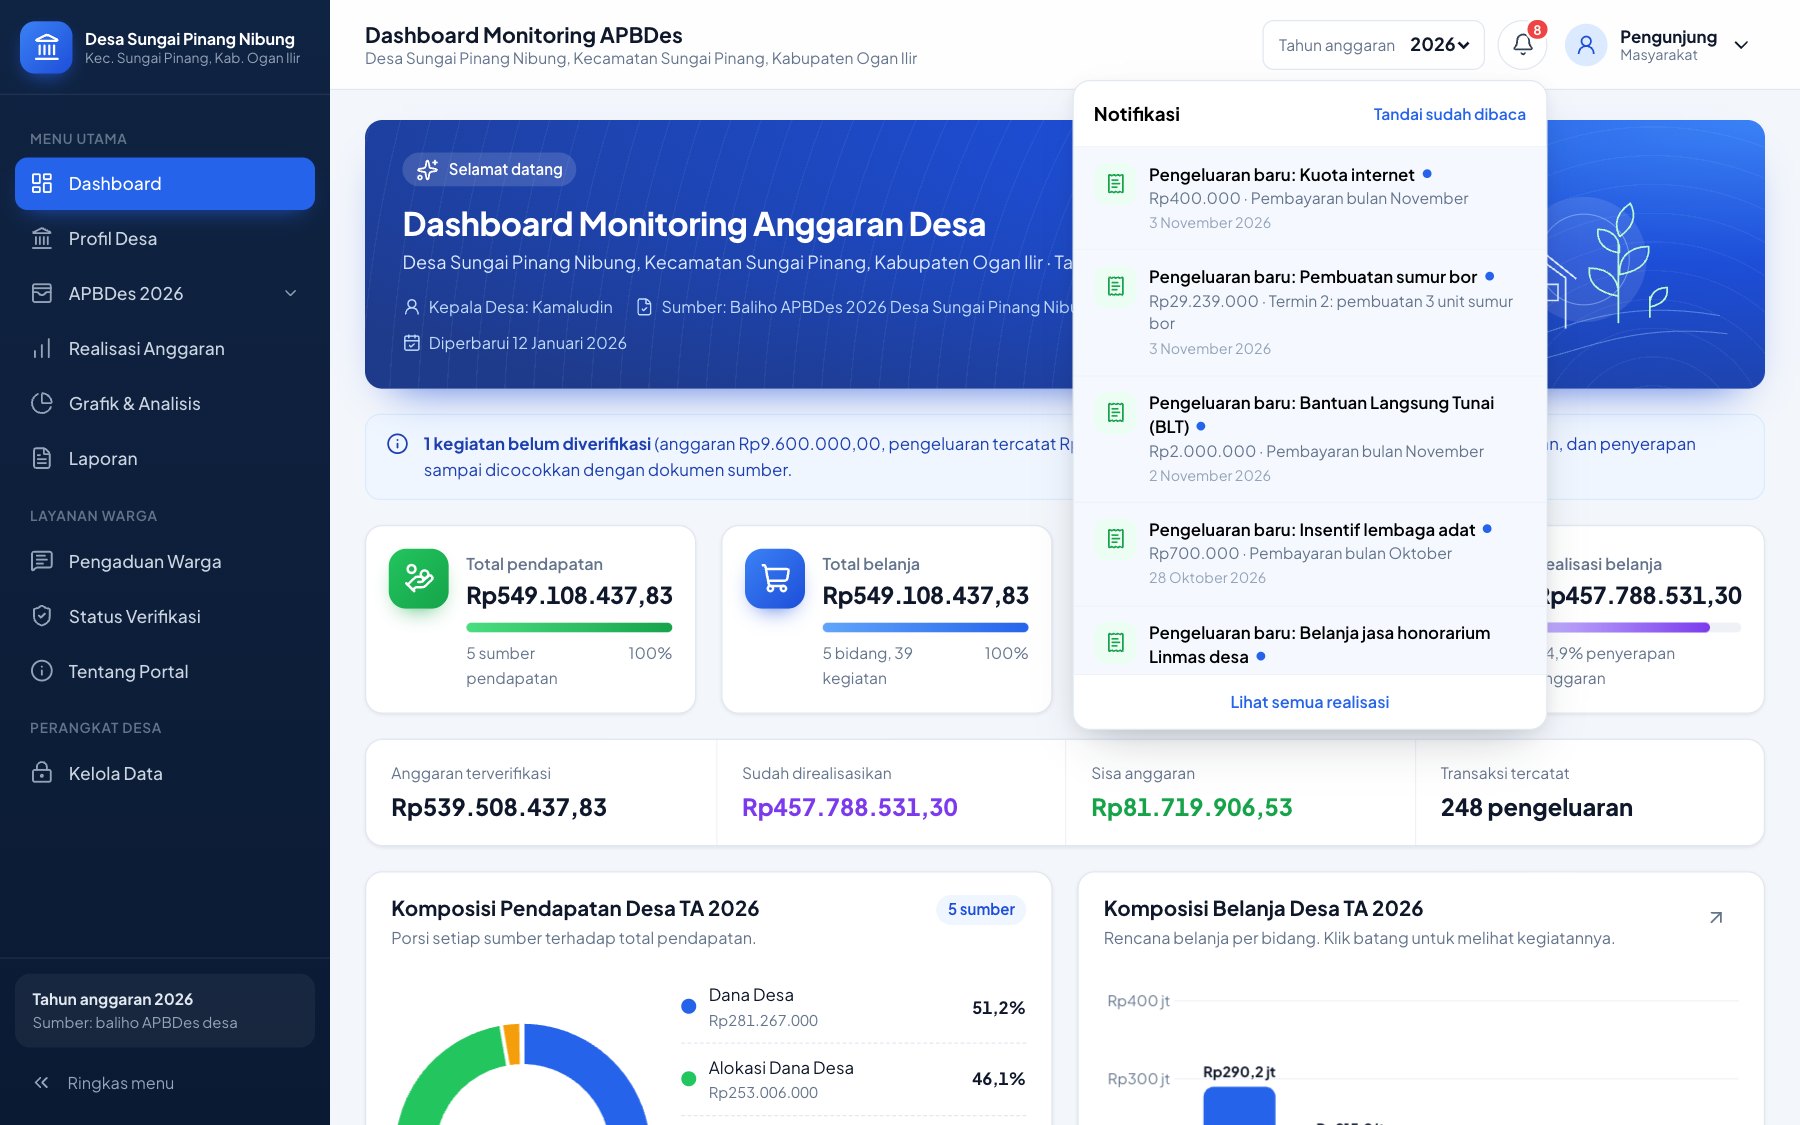 Desa Sungai Pinang Nibung
Kec. Sungai Pinang, Kab. Ogan Ilir
MENU UTAMA
Dashboard
Profil Desa
APBDes 2026
Realisasi Anggaran
Grafik & Analisis
Laporan
LAYANAN WARGA
Pengaduan Warga
Status Verifikasi
Tentang Portal
PERANGKAT DESA
Kelola Data
Tahun anggaran 2026
Sumber: baliho APBDes desa
Ringkas menu
Dashboard Monitoring APBDes
Desa Sungai Pinang Nibung, Kecamatan Sungai Pinang, Kabupaten Ogan Ilir
Tahun anggaran 2026
8
Pengunjung
Masyarakat
Selamat datang
Dashboard Monitoring Anggaran Desa
Desa Sungai Pinang Nibung, Kecamatan Sungai Pinang, Kabupaten Ogan Ilir · Ta
Kepala Desa: Kamaludin
Sumber: Baliho APBDes 2026 Desa Sungai Pinang Nibu
Diperbarui 12 Januari 2026
Notifikasi
Tandai sudah dibaca
Pengeluaran baru: Kuota internet
Rp400.000 · Pembayaran bulan November
3 November 2026
Pengeluaran baru: Pembuatan sumur bor
Rp29.239.000 · Termin 2: pembuatan 3 unit sumur
bor
3 November 2026
Pengeluaran baru: Bantuan Langsung Tunai
(BLT)
Rp2.000.000 · Pembayaran bulan November
2 November 2026
Pengeluaran baru: Insentif lembaga adat
Rp700.000 · Pembayaran bulan Oktober
28 Oktober 2026
Pengeluaran baru: Belanja jasa honorarium
Linmas desa
Lihat semua realisasi
1 kegiatan belum diverifikasi (anggaran Rp9.600.000,00, pengeluaran tercatat Rp
n, dan penyerapan
sampai dicocokkan dengan dokumen sumber.
Total pendapatan
Rp549.108.437,83
5 sumber
pendapatan
100%
Total belanja
Rp549.108.437,83
5 bidang, 39
kegiatan
100%
ealisasi belanja
Rp457.788.531,30
4,9% penyerapan
nggaran
Anggaran terverifikasi
Rp539.508.437,83
Sudah direalisasikan
Rp457.788.531,30
Sisa anggaran
Rp81.719.906,53
Transaksi tercatat
248 pengeluaran
Komposisi Pendapatan Desa TA 2026
5 sumber
Porsi setiap sumber terhadap total pendapatan.
Dana Desa
Rp281.267.000
51,2%
Alokasi Dana Desa
Rp253.006.000
46,1%
Komposisi Belanja Desa TA 2026
Rencana belanja per bidang. Klik batang untuk melihat kegiatannya.
Rp400 jt
Rp300 jt
Rp290,2 jt